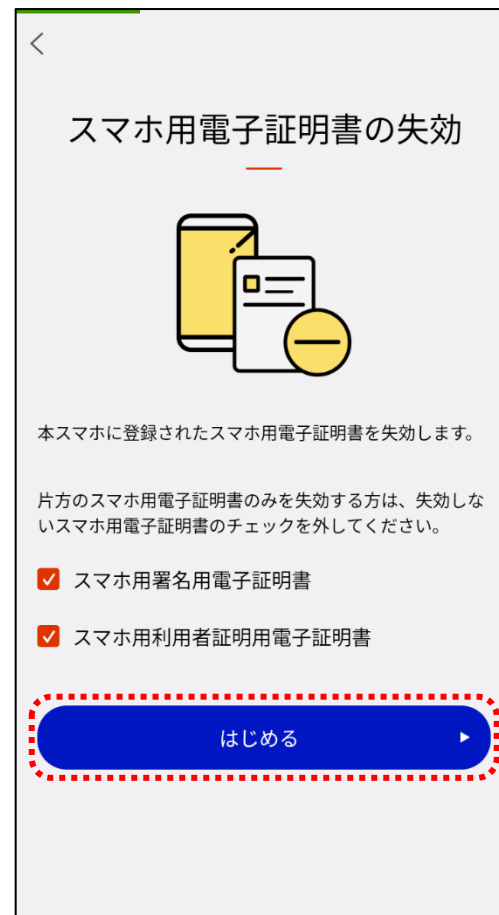 スマホ用電子証明書の失効
本スマホに登録されたスマホ用電子証明書を失効します。
片方のスマホ用電子証明書のみを失効する方は、失効しな
いスマホ用電子証明書のチェックを外してください。
スマホ用署名用電子証明書
スマホ用利用者証明用電子証明書
はじめる